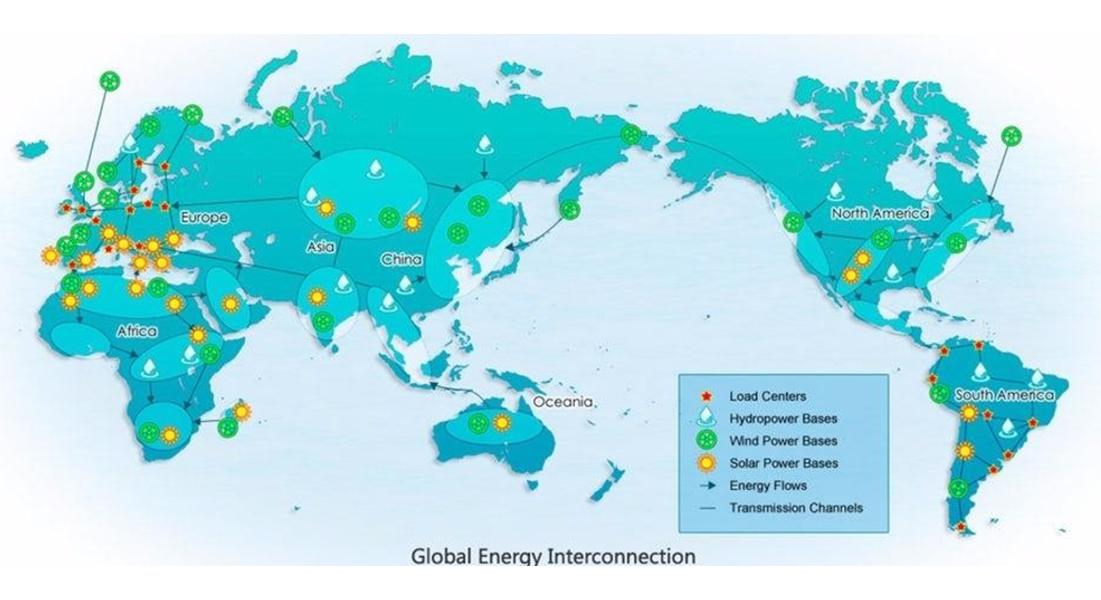 North America
Europe
Asia
China
Africa
South America
Oceania
Load Centers
Hydropower Bases
Wind Power Bases
Solar Power Bases
Energy Flows
Transmission Channels
Global Energy Interconnection